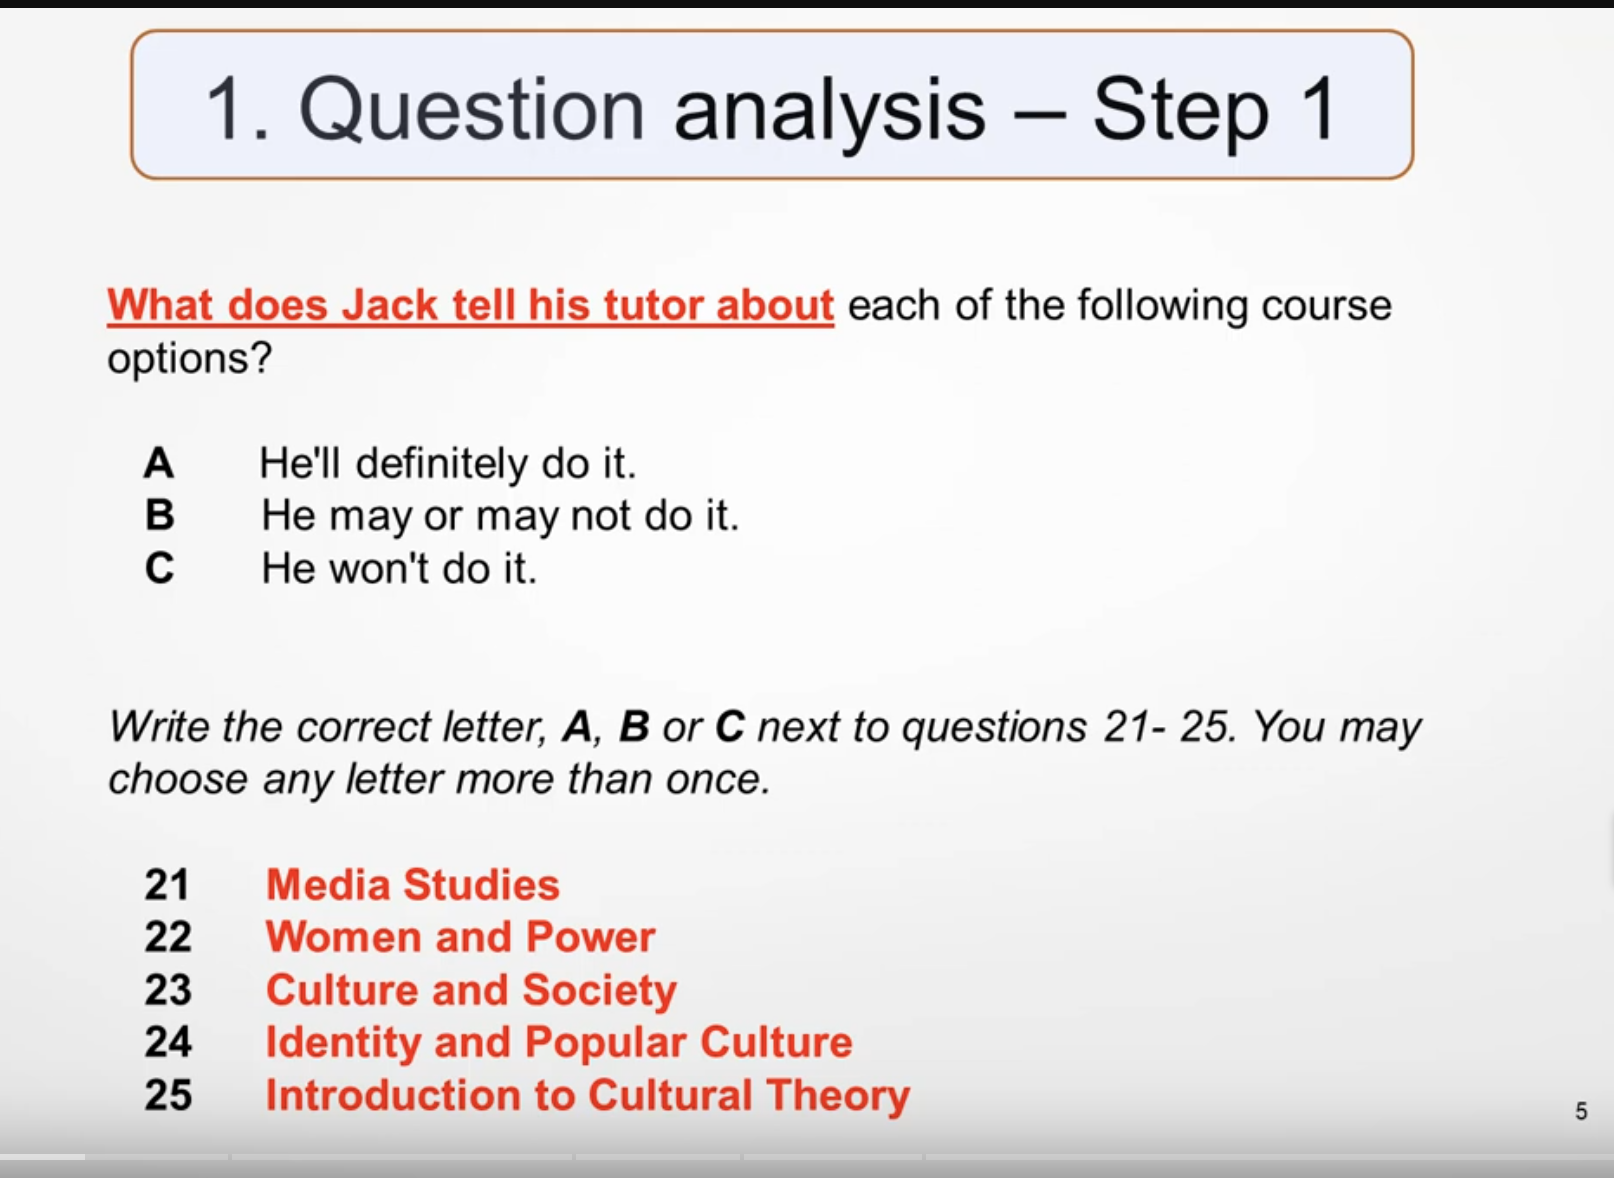 1. Question analysis – Step 1
What does Jack tell his tutor about each of the following course
options?
A He'll definitely do it.
B He may or may not do it.
C He won't do it.
Write the correct letter, A, B or C next to questions 21- 25. You may
choose any letter more than once.
21 Media Studies
22 Women and Power
23 Culture and Society
24 Identity and Popular Culture
25 Introduction to Cultural Theory
5